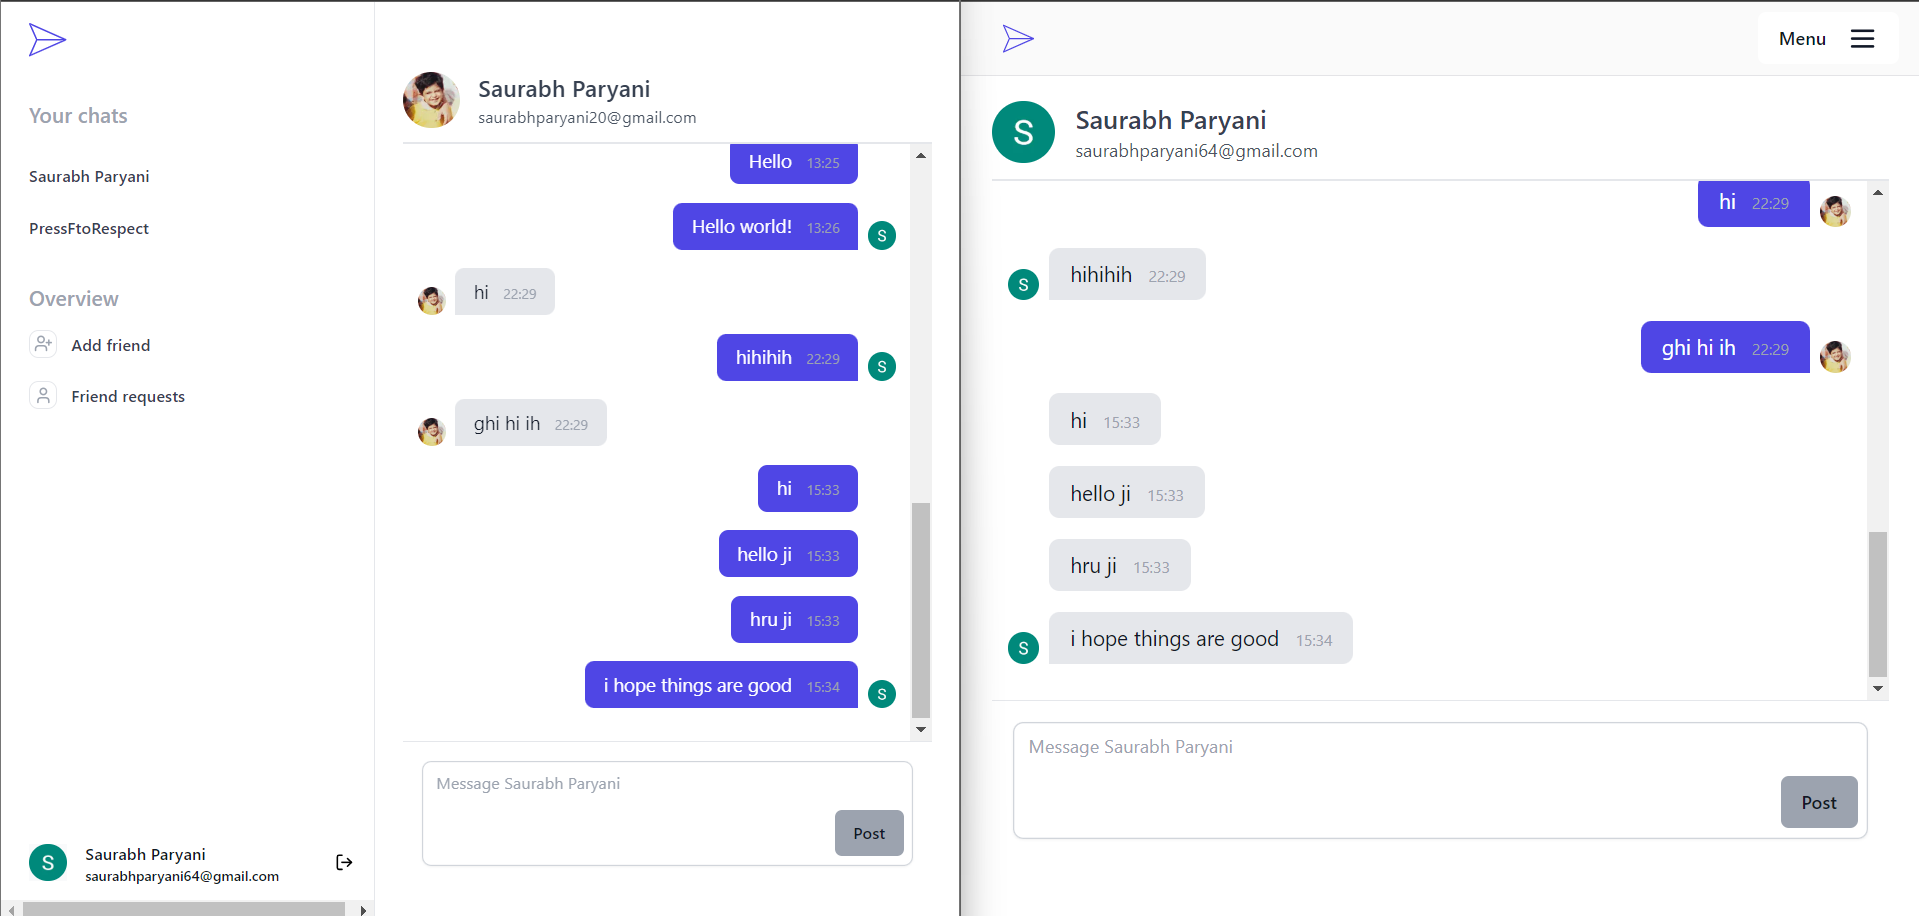 Your chats
Saurabh Paryani
PressFtoRespect
Overview
Add friend
Friend requests
S
Saurabh Paryani
saurabhparyani64@gmail.com
Saurabh Paryani
saurabhparyani20@gmail.com
Hello 13:25
Hello world! 13:26
S
hi 22:29
hihihih 22:29
S
ghi hi ih 22:29
hi 15:33
hello ji 15:33
hru ji 15:33
i hope things are good 15:34
S
Message Saurabh Paryani
Post
Menu
S
Saurabh Paryani
saurabhparyani64@gmail.com
hi 22:29
S
hihihih 22:29
ghi hi ih 22:29
hi 15:33
hello ji 15:33
hru ji 15:33
S
i hope things are good 15:34
Message Saurabh Paryani
Post